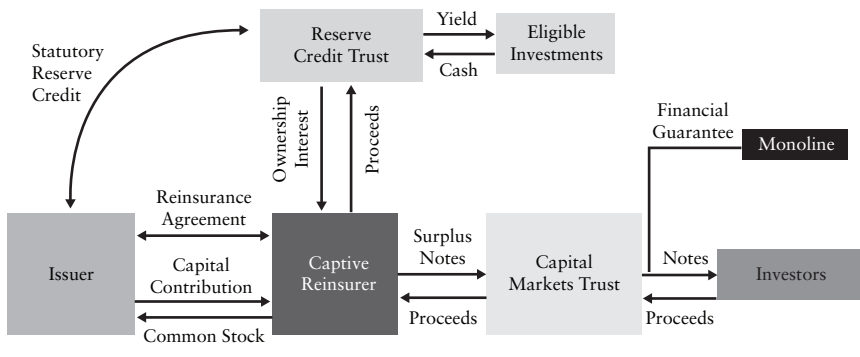 Yield
Reserve
Credit Trust
Eligible
Investments
Cash
Statutory
Reserve
Credit
Ownership
Interest
Proceeds
Financial
Guarantee
Monoline
Reinsurance
Agreement
Issuer
Capital
Contribution
Common Stock
Captive
Reinsurer
Surplus
Notes
Proceeds
Capital
Markets Trust
Notes
Proceeds
Investors